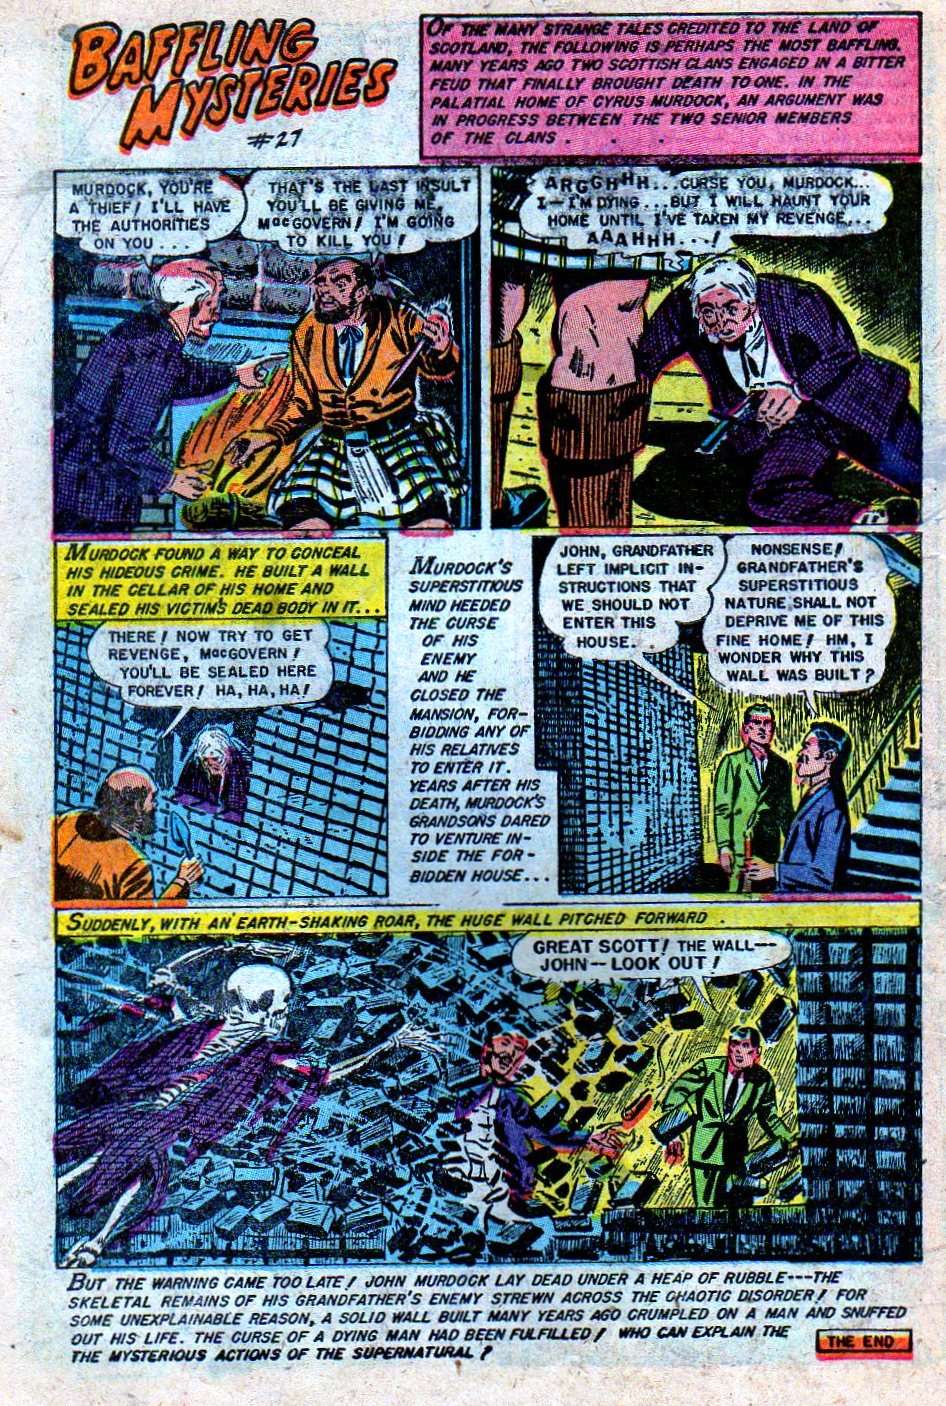 BAFFLING
MYSTERIES
#27
OF THE MANY STRANGE TALES CREDITED TO THE LAND OF
SCOTLAND, THE FOLLOWING IS PERHAPS THE MOST BAFFLING.
MANY YEARS AGO TWO SCOTTISH CLANS ENGAGED IN A BITTER
FEUD THAT FINALLY BROUGHT DEATH TO ONE. IN THE
PALATIAL HOME OF CYRUS MURDOCK, AN ARGUMENT WAS
IN PROGRESS BETWEEN THE TWO SENIOR MEMBERS
OF THE CLANS . . .
MURDOCK, YOU'RE
A THIEF! I'LL HAVE
THE AUTHORITIES
ON YOU . . .
THAT'S THE LAST INSULT
YOU'LL BE GIVING ME,
MACGOVERN! I'M GOING
TO KILL YOU!
ARGGHHH...CURSE YOU, MURDOCK...
I—I'M DYING...BUT I WILL HAUNT YOUR
HOME UNTIL I'VE TAKEN MY REVENGE...
AAAHHH...!
MURDOCK FOUND A WAY TO CONCEAL
HIS HIDEOUS CRIME. HE BUILT A WALL
IN THE CELLAR OF HIS HOME AND
SEALED HIS VICTIM'S DEAD BODY IN IT...
THERE! NOW TRY TO GET
REVENGE, MACGOVERN!
YOU'LL BE SEALED HERE
FOREVER! HA, HA, HA!
MURDOCK'S
SUPERSTITIOUS
MIND HEEDED
THE CURSE
OF HIS
ENEMY
AND HE
CLOSED THE
MANSION, FOR-
BIDDING ANY OF
HIS RELATIVES
TO ENTER IT.
YEARS AFTER HIS
DEATH, MURDOCK'S
GRANDSONS DARED
TO VENTURE IN-
SIDE THE FOR-
BIDDEN HOUSE...
JOHN, GRANDFATHER
LEFT IMPLICIT IN-
STRUCTIONS THAT
WE SHOULD NOT
ENTER THIS
HOUSE. .
NONSENSE!
GRANDFATHER'S
SUPERSTITIOUS
NATURE SHALL NOT
DEPRIVE ME OF THIS
FINE HOME! HM, I
WONDER WHY THIS
WALL WAS BUILT?
SUDDENLY, WITH AN EARTH-SHAKING ROAR, THE HUGE WALL PITCHED FORWARD .
GREAT SCOTT! THE WALL--
JOHN—LOOK OUT!
BUT THE WARNING CAME TOO LATE! JOHN MURDOCK LAY DEAD UNDER A HEAP OF RUBBLE---THE
SKELETAL REMAINS OF HIS GRANDFATHER'S ENEMY STREWN ACROSS THE CHAOTIC DISORDER! FOR
SOME UNEXPLAINABLE REASON, A SOLID WALL BUILT MANY YEARS AGO CRUMPLED ON A MAN AND SNUFFED
OUT HIS LIFE. THE CURSE OF A DYING MAN HAD BEEN FULFILLED! WHO CAN EXPLAIN THE
THE MYSTERIOUS ACTIONS OF THE SUPERNATURAL?
THE END